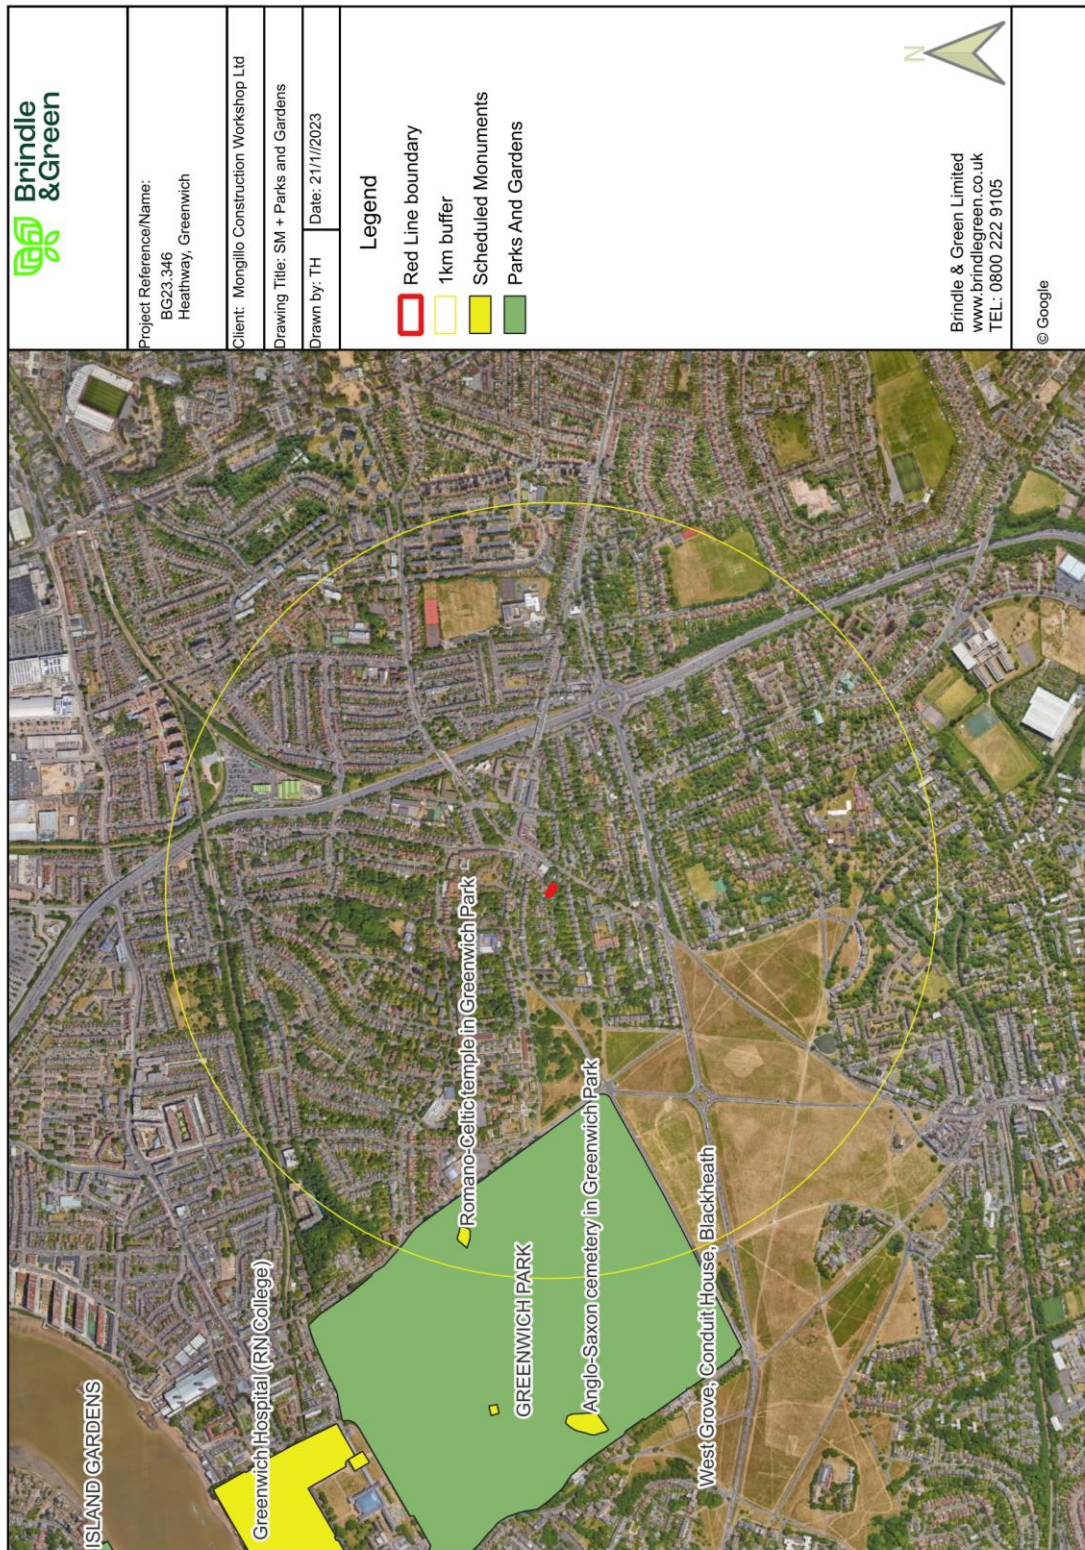 Brindle
&Green
Project Reference/Name:
BG23.346
Heathway, Greenwich
Client: Mongillo Construction Workshop Ltd
Drawing Title: SM + Parks and Gardens
Drawn by: TH
Date: 21/1//2023
Legend
Red Line boundary
1km buffer
Scheduled Monuments
Parks And Gardens
N
Brindle & Green Limited
www.brindlegreen.co.uk
TEL: 0800 222 9105
© Google
ISLAND GARDENS
Greenwich Hospital (RN College)
Romano-Celtic temple in Greenwich Park
GREENWICH PARK
Anglo-Saxon cemetery in Greenwich Park
West Grove, Conduit House, Blackheath